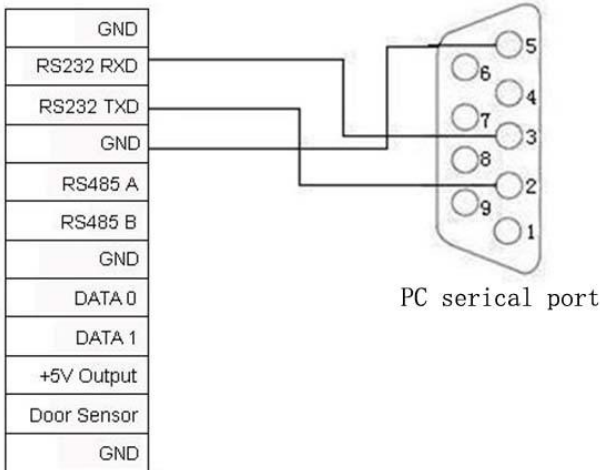 GND
RS232 RXD
RS232 TXD
GND
RS485 A
RS485 B
GND
DATA 0
DATA 1
+5V Output
Door Sensor
GND
5
6
4
7
3
8
2
9
1
PC serical port